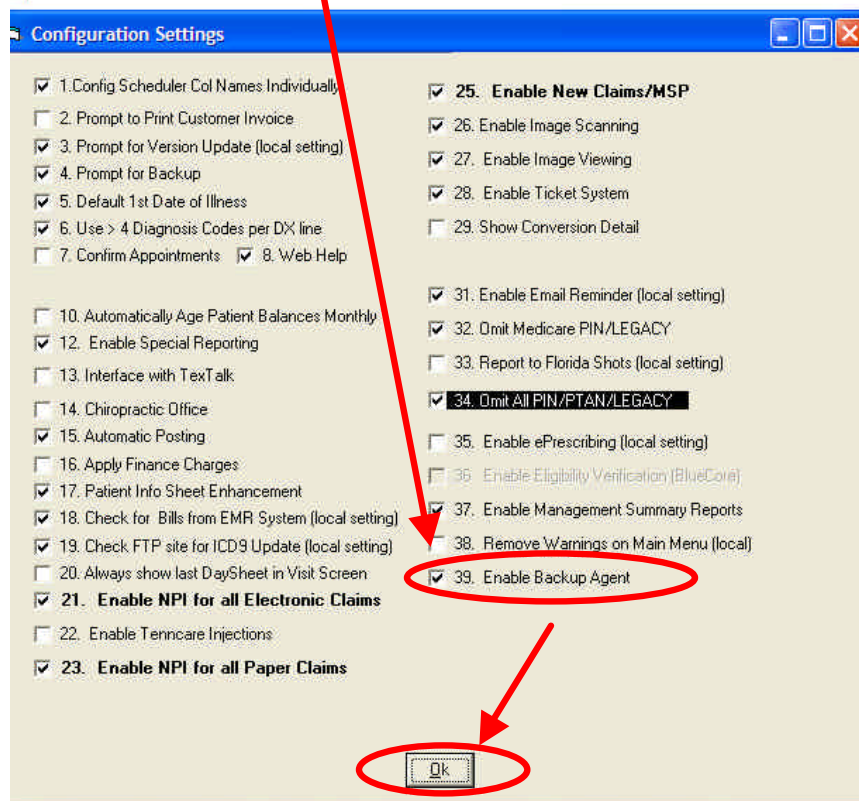 Configuration Settings
1.Config Scheduler Col Names Individually
2. Prompt to Print Customer Invoice
3. Prompt for Version Update (local setting)
4. Prompt for Backup
5. Default 1st Date of Illness
6. Use > 4 Diagnosis Codes per DX line
7. Confirm Appointments 8. Web Help
10. Automatically Age Patient Balances Monthly
12. Enable Special Reporting
13. Interface with TexTalk
14. Chiropractic Office
15. Automatic Posting
16. Apply Finance Charges
17. Patient Info Sheet Enhancement
18. Check for Bills from EMR System (local setting)
19. Check FTP site for ICD9 Update (local setting)
20. Always show last DaySheet in Visit Screen
21. Enable NPI for all Electronic Claims
22. Enable Tenncare Injections
23. Enable NPI for all Paper Claims
25. Enable New Claims/MSP
26. Enable Image Scanning
27. Enable Image Viewing
28. Enable Ticket System
29. Show Conversion Detail
31. Enable Email Reminder (local setting)
32. Omit Medicare PIN/LEGACY
33. Report to Florida Shots (local setting)
34. Omit All PIN/PTAN/LEGACY
35. Enable ePrescribing (local setting)
36 Enable Eligibility Verification (BlueCore)
37. Enable Management Summary Reports
38. Remove Warnings on Main Menu (local)
39. Enable Backup Agent
Ok